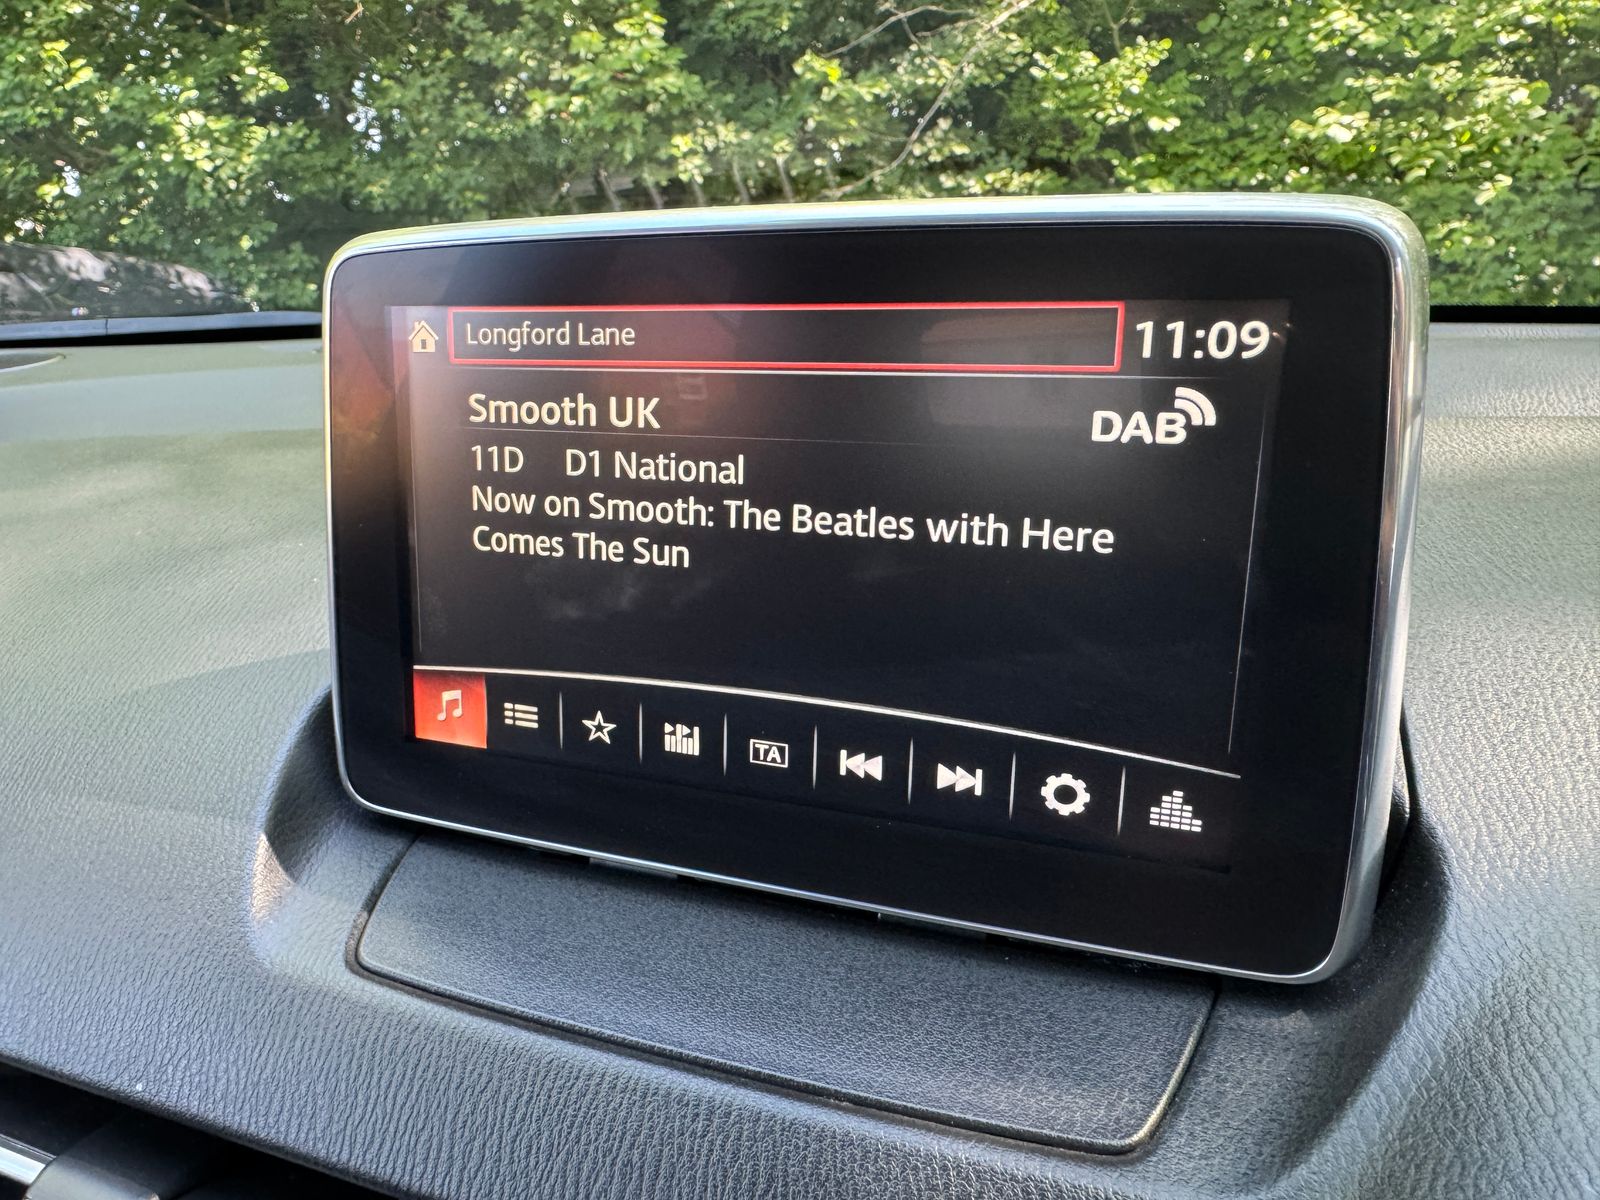 Longford Lane
11:09
Smooth UK
DAB
11D D1 National
Now on Smooth: The Beatles with Here
Comes The Sun
TA